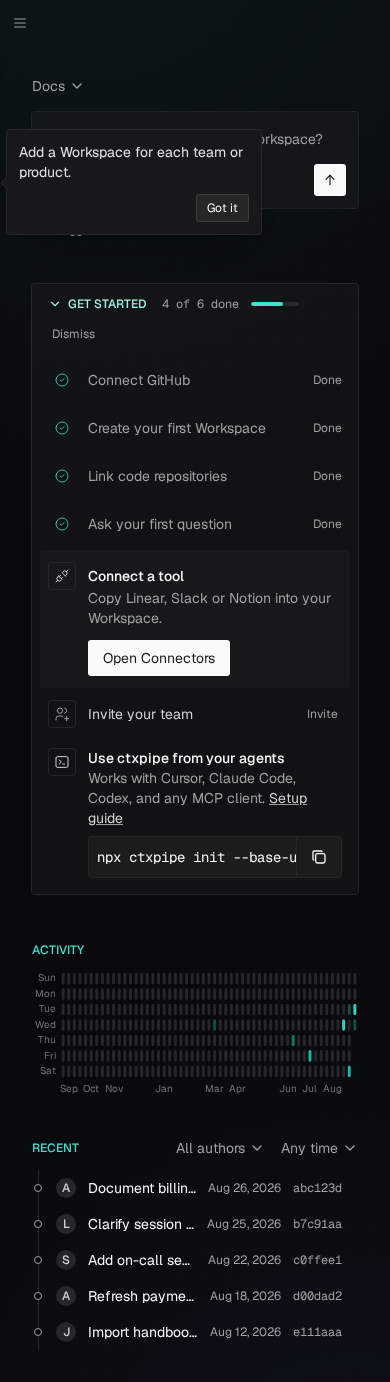 Docs
orkspace?
Add a Workspace for each team or
product.
Got it
GET STARTED 4 of 6 done
Dismiss
Connect GitHub Done
Create your first Workspace Done
Link code repositories Done
Ask your first question Done
Connect a tool
Copy Linear, Slack or Notion into your
Workspace.
Open Connectors
Invite your team Invite
Use ctxpipe from your agents
Works with Cursor, Claude Code,
Codex, and any MCP client. Setup
guide
npx ctxpipe init --base-u
ACTIVITY
Sun
Mon
Tue
Wed
Thu
Fri
Sat
Sep Oct Nov Jan Mar Apr Jun Jul Aug
RECENT All authors Any time
A Document billin... Aug 26, 2026 abc123d
L Clarify session ... Aug 25, 2026 b7c91aa
S Add on-call se... Aug 22, 2026 c0ffee1
A Refresh payme... Aug 18, 2026 d00dad2
J Import handboo... Aug 12, 2026 e111aaa